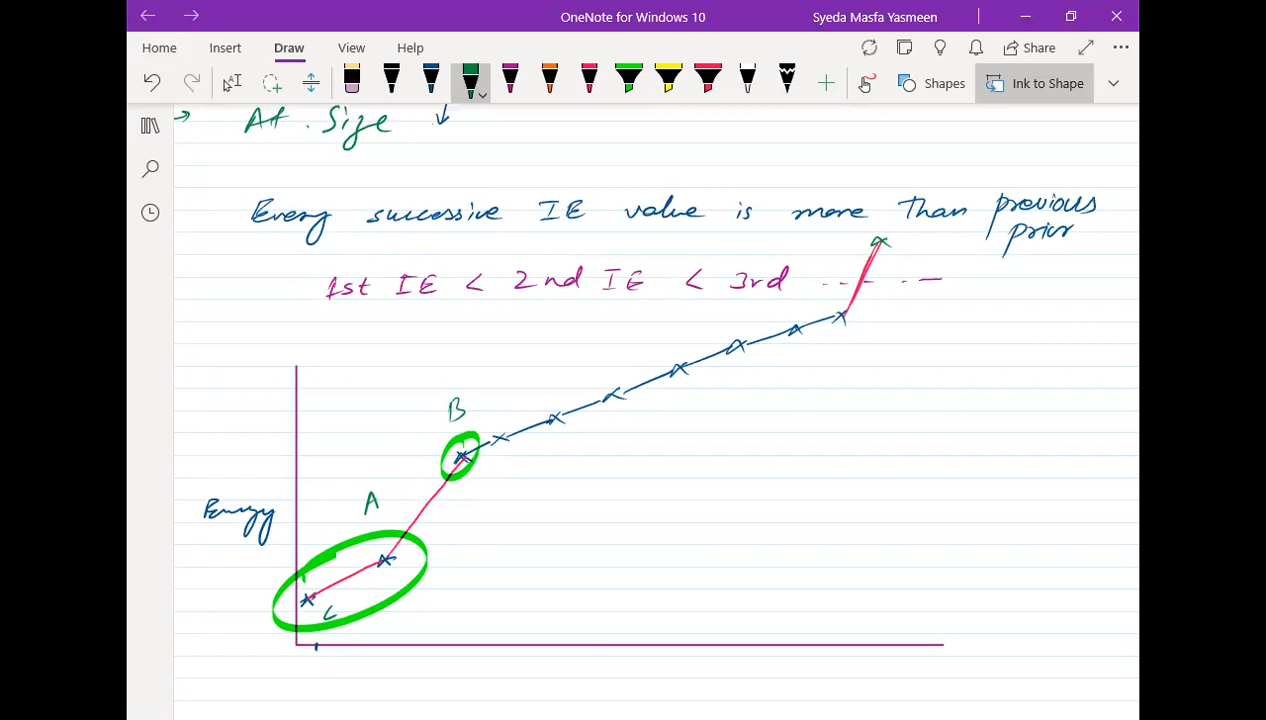 OneNote for Windows 10
Syeda Masfa Yasmeen
Home Insert Draw View Help
Share
Shapes
Ink to Shape
At. Size
Every successive IE value is more than previous
prior
1st IE < 2nd IE < 3rd ......
B
A
Energy